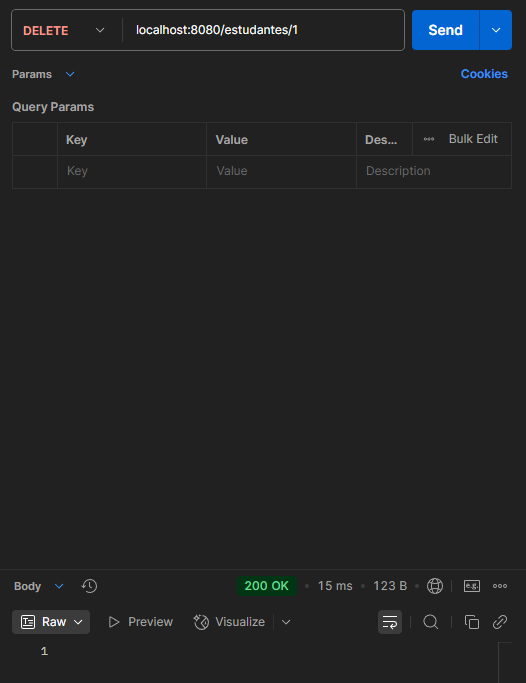 DELETE localhost:8080/estudantes/1 Send
Params Cookies
Query Params
Key Value Des... Bulk Edit
Key Value Description
Body 200 OK 15 ms 123 B e.g.
Raw Preview Visualize
1